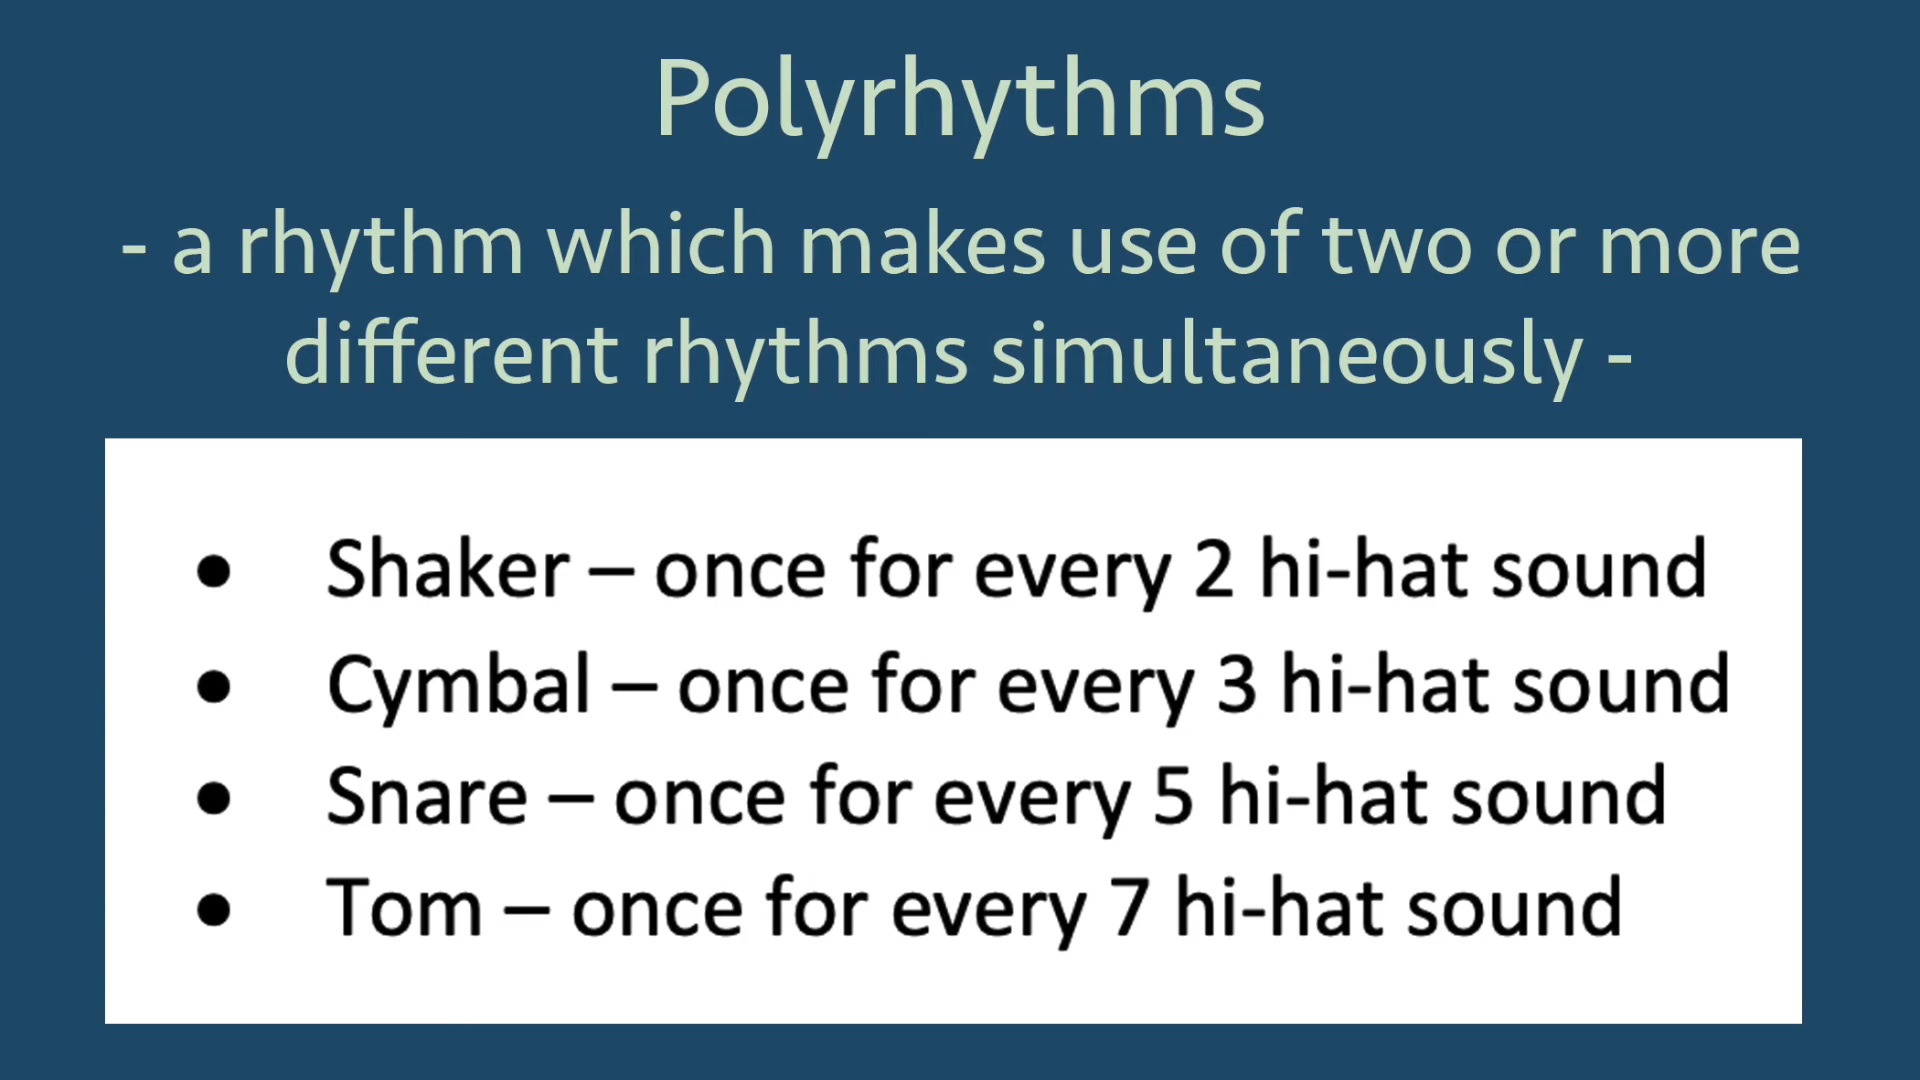 Polyrhythms
- a rhythm which makes use of two or more
different rhythms simultaneously -
• Shaker – once for every 2 hi-hat sound
• Cymbal – once for every 3 hi-hat sound
• Snare – once for every 5 hi-hat sound
• Tom – once for every 7 hi-hat sound